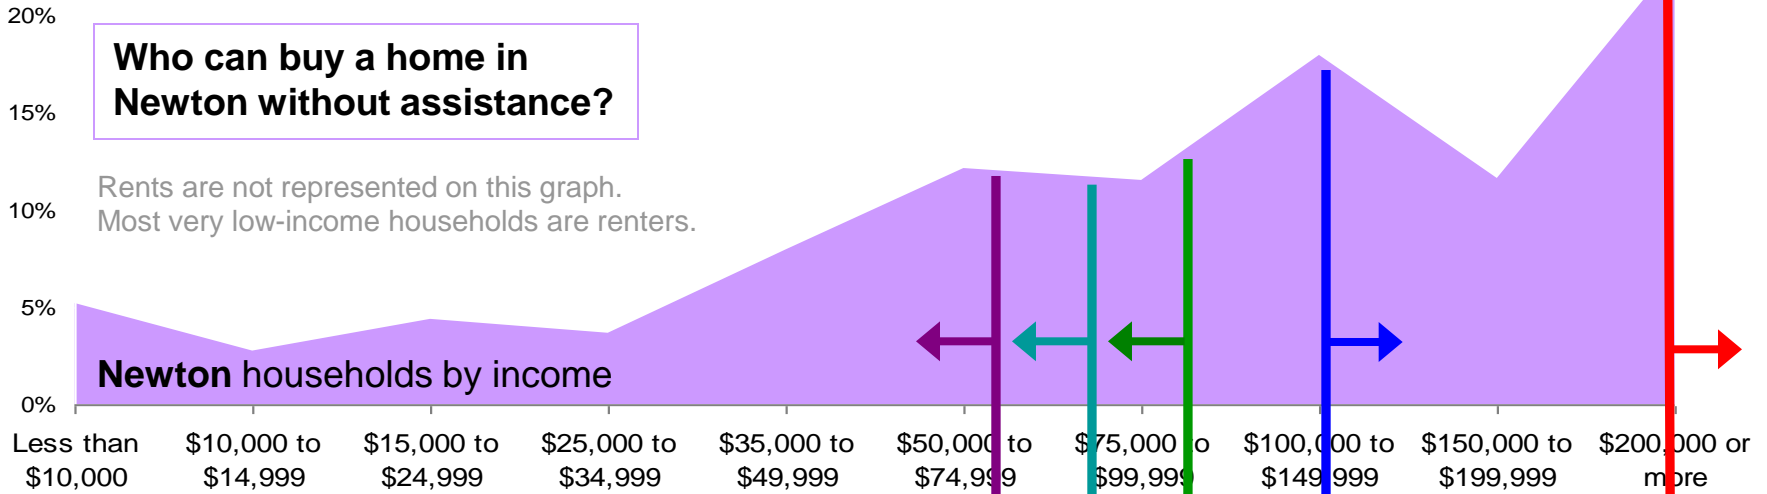 20%
Who can buy a home in
Newton without assistance?
15%
Rents are not represented on this graph.
Most very low-income households are renters.
10%
5%
Newton households by income
0%
Less than $10,000 to $15,000 to $25,000 to $35,000 to $50,000 to $75,000 to $100,000 to $150,000 to $200,000 or
$10,000 $14,999 $24,999 $34,999 $49,999 $74,999 $99,999 $149,999 $199,999 more